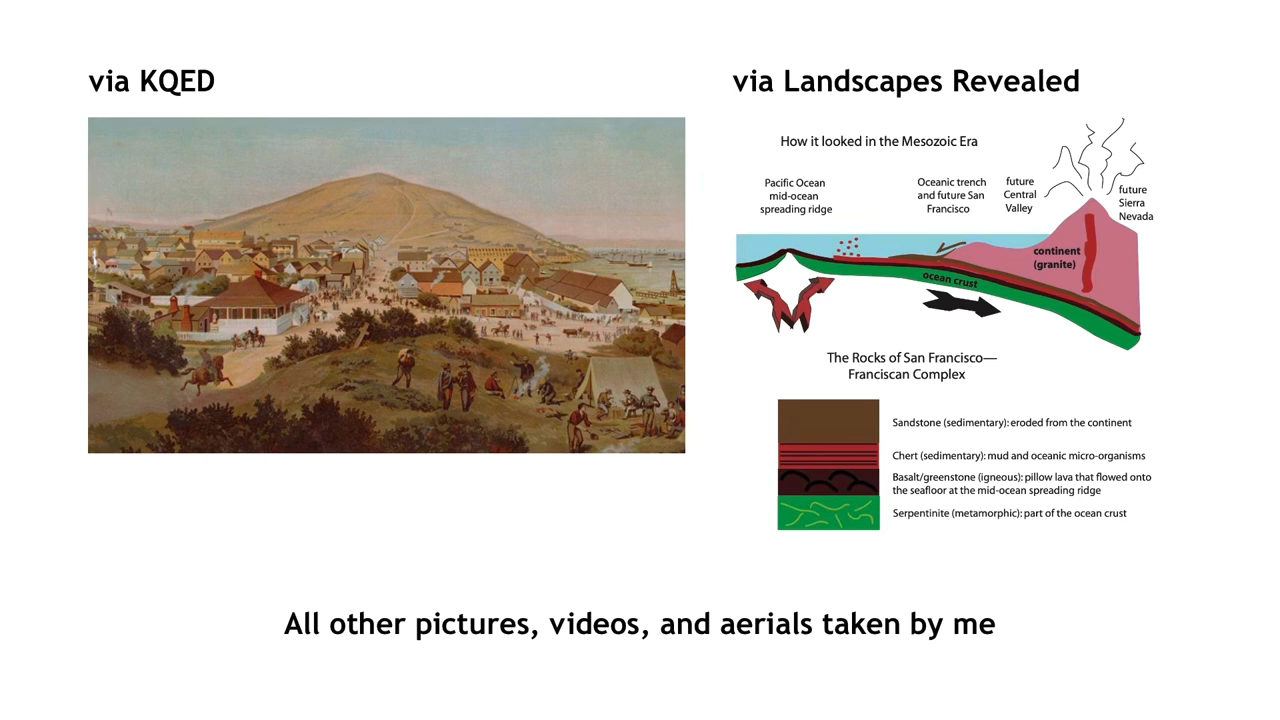 via KQED
via Landscapes Revealed
How it looked in the Mesozoic Era
Pacific Ocean
mid-ocean
spreading ridge
Oceanic trench
and future San
Francisco
future
Central
Valley
future
Sierra
Nevada
continent
(granite)
ocean crust
The Rocks of San Francisco—
Franciscan Complex
Sandstone (sedimentary): eroded from the continent
Chert (sedimentary): mud and oceanic micro-organisms
Basalt/greenstone (igneous): pillow lava that flowed onto
the seafloor at the mid-ocean spreading ridge
Serpentinite (metamorphic): part of the ocean crust
All other pictures, videos, and aerials taken by me